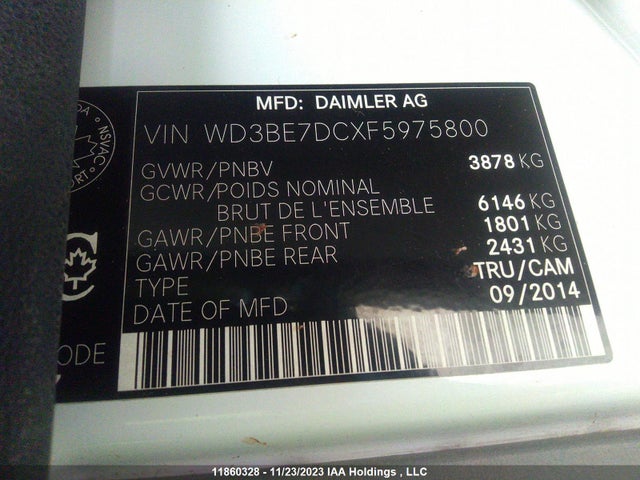 MFD: DAIMLER AG
VIN WD3BE7DCXF5975800
GVWR/PNBV 3878 KG
GCWR/POIDS NOMINAL
BRUT DE L'ENSEMBLE 6146 KG
GAWR/PNBE FRONT 1801 KG
GAWR/PNBE REAR 2431 KG
TYPE TRU/CAM
DATE OF MFD 09/2014
NSVAC
ODE
11860328 - 11/23/2023 IAA Holdings , LLC